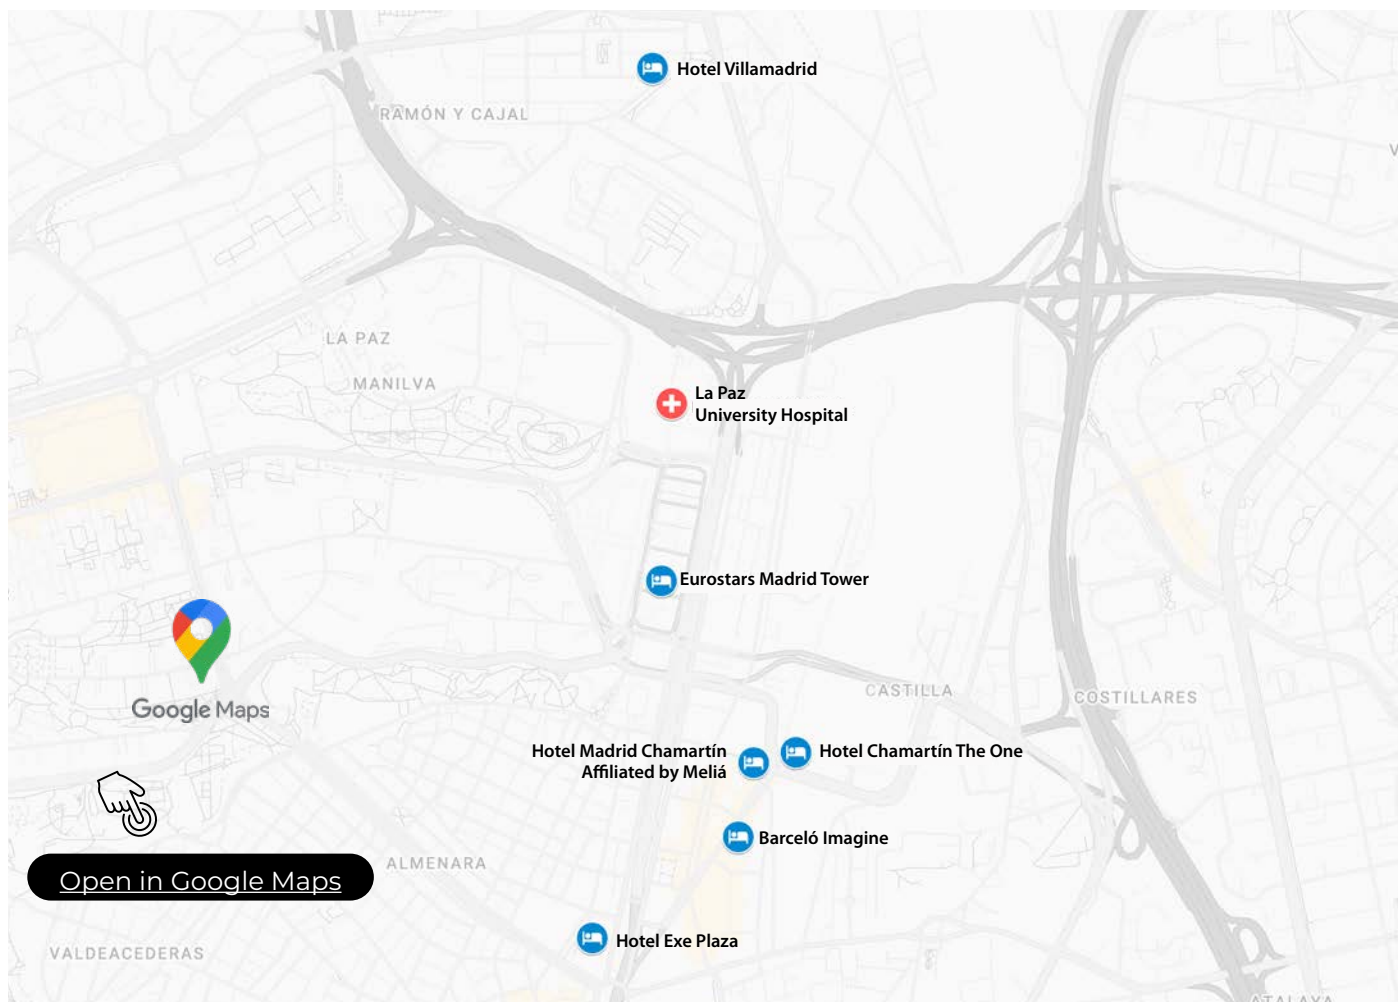 Hotel Villamadrid
RAMÓN Y CAJAL
LA PAZ
MANILVA
La Paz
University Hospital
Eurostars Madrid Tower
Google Maps
CASTILLA
COSTILLARES
Hotel Madrid Chamartín
Affiliated by Meliá
Hotel Chamartín The One
Barceló Imagine
ALMENARA
Open in Google Maps
Hotel Exe Plaza
VALDEACEDERAS
ATALAYA